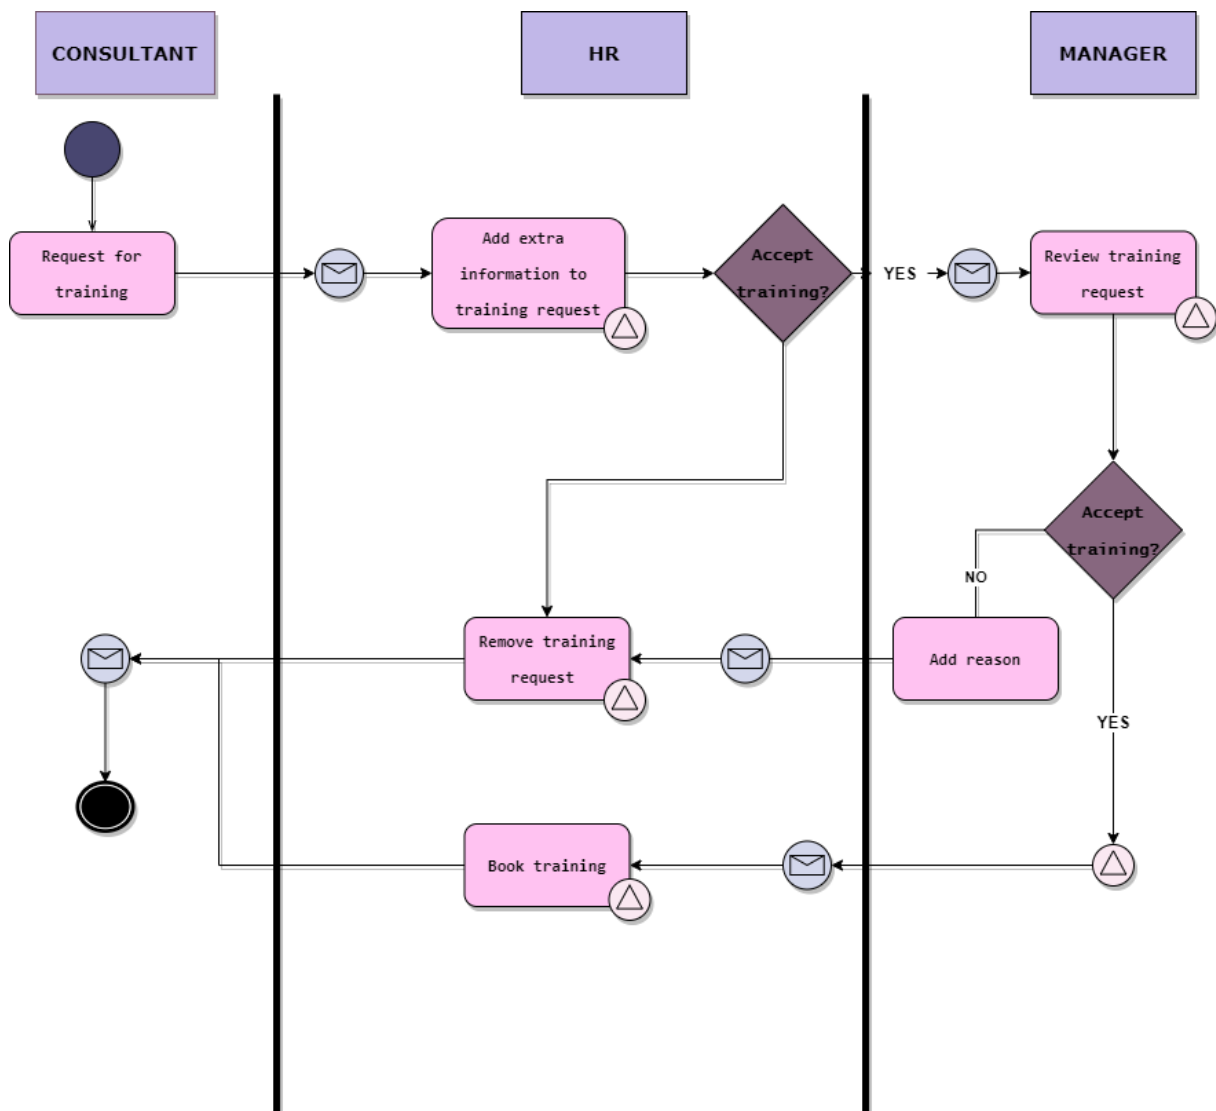 CONSULTANT
HR
MANAGER
Request for
training
Add extra
information to
training request
Accept
training?
YES
Review training
request
Accept
training?
NO
Remove training
request
Add reason
YES
Book training